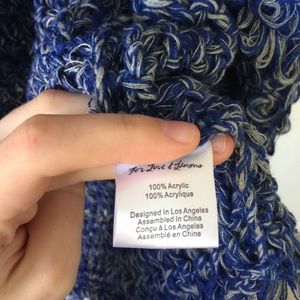 For Love & Lemons
100% Acrylic
100% Acrylique
Designed In Los Angeles
Assembled in China
Conçu à Los Angeles
Assemblé en China